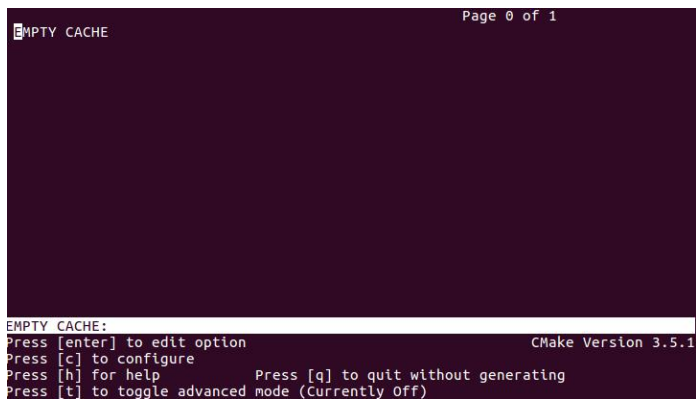 Page 0 of 1
EMPTY CACHE
EMPTY CACHE:
Press [enter] to edit option CMake Version 3.5.1
Press [c] to configure
Press [h] for help Press [q] to quit without generating
Press [t] to toggle advanced mode (Currently Off)